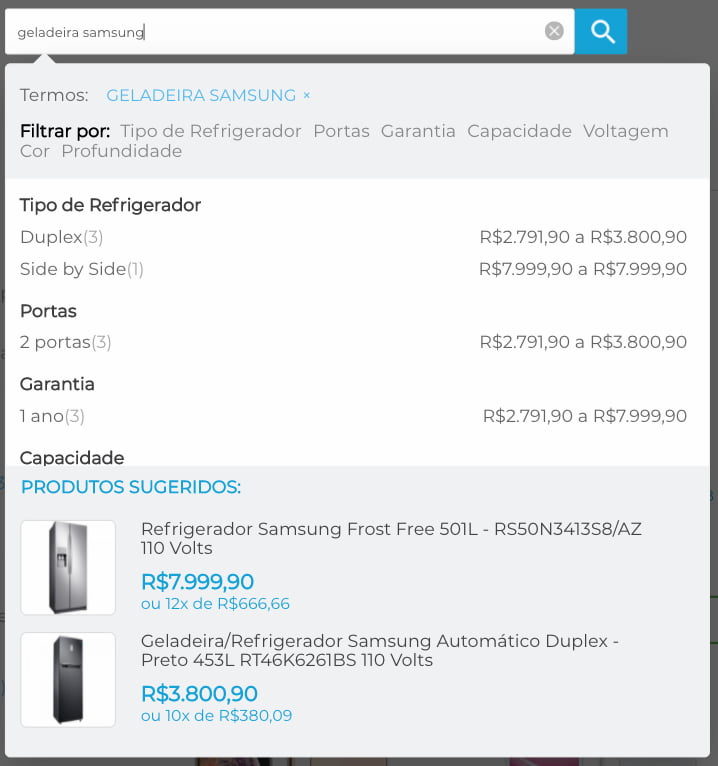 geladeira samsung
Termos: GELADEIRA SAMSUNG ×
Filtrar por: Tipo de Refrigerador Portas Garantia Capacidade Voltagem
Cor Profundidade
Tipo de Refrigerador
Duplex(3) R$2.791,90 a R$3.800,90
Side by Side(1) R$7.999,90 a R$7.999,90
Portas
2 portas(3) R$2.791,90 a R$3.800,90
Garantia
1 ano(3) R$2.791,90 a R$7.999,90
Capacidade
PRODUTOS SUGERIDOS:
Refrigerador Samsung Frost Free 501L - RS50N3413S8/AZ
110 Volts
R$7.999,90
ou 12x de R$666,66
Geladeira/Refrigerador Samsung Automático Duplex -
Preto 453L RT46K6261BS 110 Volts
R$3.800,90
ou 10x de R$380,09